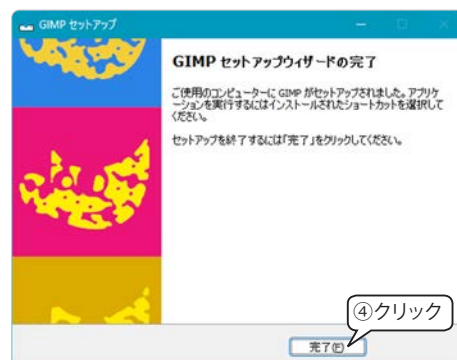 GIMP セットアップ
GIMP セットアップウィザードの完了
ご使用のコンピューターに GIMP がセットアップされました。アプリケ
ーションを実行するにはインストールされたショートカットを選択して
ください。
セットアップを終了するには「完了」をクリックしてください。
④クリック
完了(F)